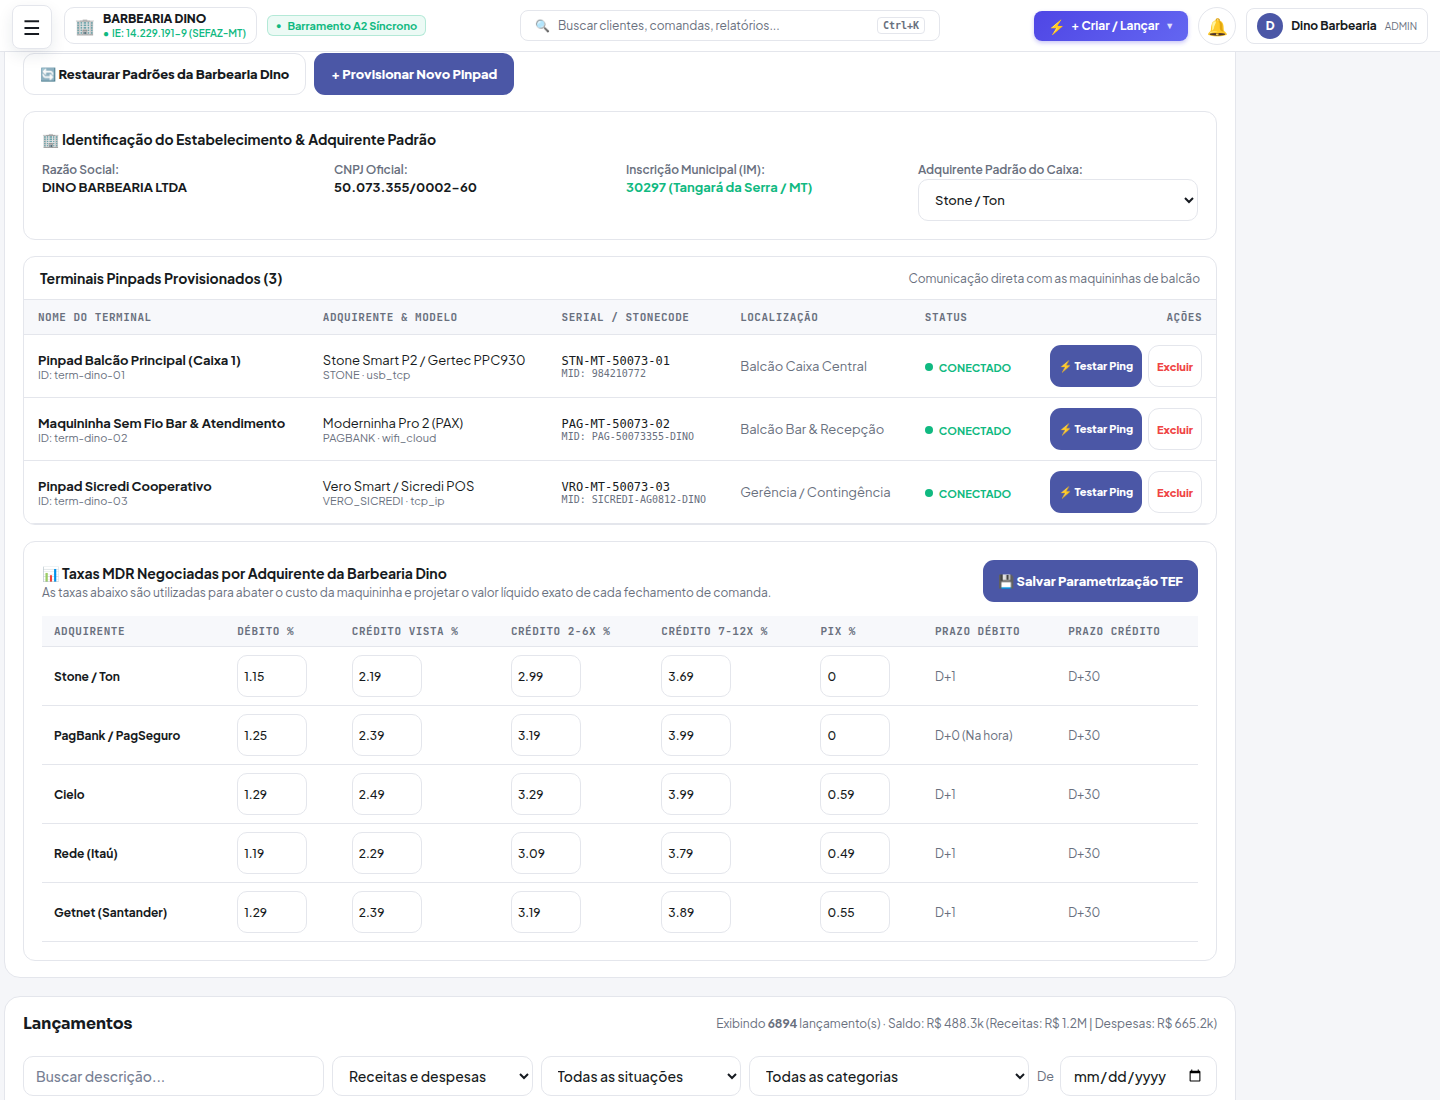 ☰
BARBEARIA DINO
● IE: 14.229.191-9 (SEFAZ-MT)
● Barramento A2 Síncrono
Buscar clientes, comandas, relatórios...
Ctrl+K
⚡ + Criar / Lançar ▼
D
Dino Barbearia ADMIN
Restaurar Padrões da Barbearia Dino
+ Provisionar Novo Pinpad
Identificação do Estabelecimento & Adquirente Padrão
Razão Social:
DINO BARBEARIA LTDA
CNPJ Oficial:
50.073.355/0002-60
Inscrição Municipal (IM):
30297 (Tangará da Serra / MT)
Adquirente Padrão do Caixa:
Stone / Ton
Terminais Pinpads Provisionados (3)
Comunicação direta com as maquininhas de balcão
NOME DO TERMINAL ADQUIRENTE & MODELO SERIAL / STONECODE LOCALIZAÇÃO STATUS AÇÕES
Pinpad Balcão Principal (Caixa 1) Stone Smart P2 / Gertec PPC930 STN-MT-50073-01 Balcão Caixa Central ● CONECTADO ⚡ Testar Ping Excluir
ID: term-dino-01 STONE · usb_tcp MID: 984210772
Maquininha Sem Fio Bar & Atendimento Moderninha Pro 2 (PAX) PAG-MT-50073-02 Balcão Bar & Recepção ● CONECTADO ⚡ Testar Ping Excluir
ID: term-dino-02 PAGBANK · wifi_cloud MID: PAG-50073355-DINO
Pinpad Sicredi Cooperativo Vero Smart / Sicredi POS VRO-MT-50073-03 Gerência / Contingência ● CONECTADO ⚡ Testar Ping Excluir
ID: term-dino-03 VERO_SICREDI · tcp_ip MID: SICREDI-AG0812-DINO
Taxas MDR Negociadas por Adquirente da Barbearia Dino
As taxas abaixo são utilizadas para abater o custo da maquininha e projetar o valor líquido exato de cada fechamento de comanda.
Salvar Parametrização TEF
ADQUIRENTE DÉBITO % CRÉDITO VISTA % CRÉDITO 2-6X % CRÉDITO 7-12X % PIX % PRAZO DÉBITO PRAZO CRÉDITO
Stone / Ton 1.15 2.19 2.99 3.69 0 D+1 D+30
PagBank / PagSeguro 1.25 2.39 3.19 3.99 0 D+0 (Na hora) D+30
Cielo 1.29 2.49 3.29 3.99 0.59 D+1 D+30
Rede (Itaú) 1.19 2.29 3.09 3.79 0.49 D+1 D+30
Getnet (Santander) 1.29 2.39 3.19 3.89 0.55 D+1 D+30
Lançamentos
Exibindo 6894 lançamento(s) · Saldo: R$ 488.3k (Receitas: R$ 1.2M | Despesas: R$ 665.2k)
Buscar descrição... Receitas e despesas Todas as situações Todas as categorias De mm/dd/yyyy